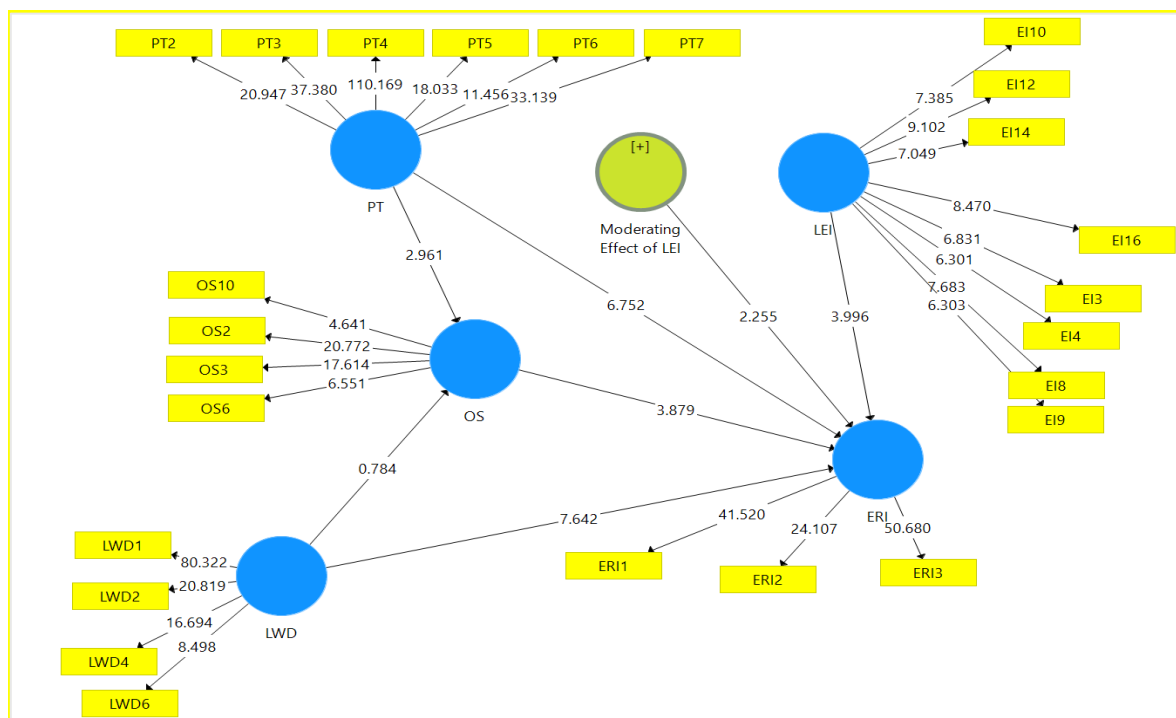 PT2
PT3
PT4
PT5
PT6
PT7
20.947
37.380
110.169
18.033
11.456
33.139
PT
EI10
EI12
EI14
EI16
EI3
EI4
EI8
EI9
7.385
9.102
7.049
8.470
6.831
6.301
7.683
6.303
LEI
[+]
Moderating
Effect of LEI
2.961
6.752
2.255
3.996
OS10
OS2
OS3
OS6
4.641
20.772
17.614
6.551
OS
3.879
0.784
7.642
ERI
41.520
24.107
50.680
ERI1
ERI2
ERI3
LWD1
LWD2
LWD4
LWD6
80.322
20.819
16.694
8.498
LWD